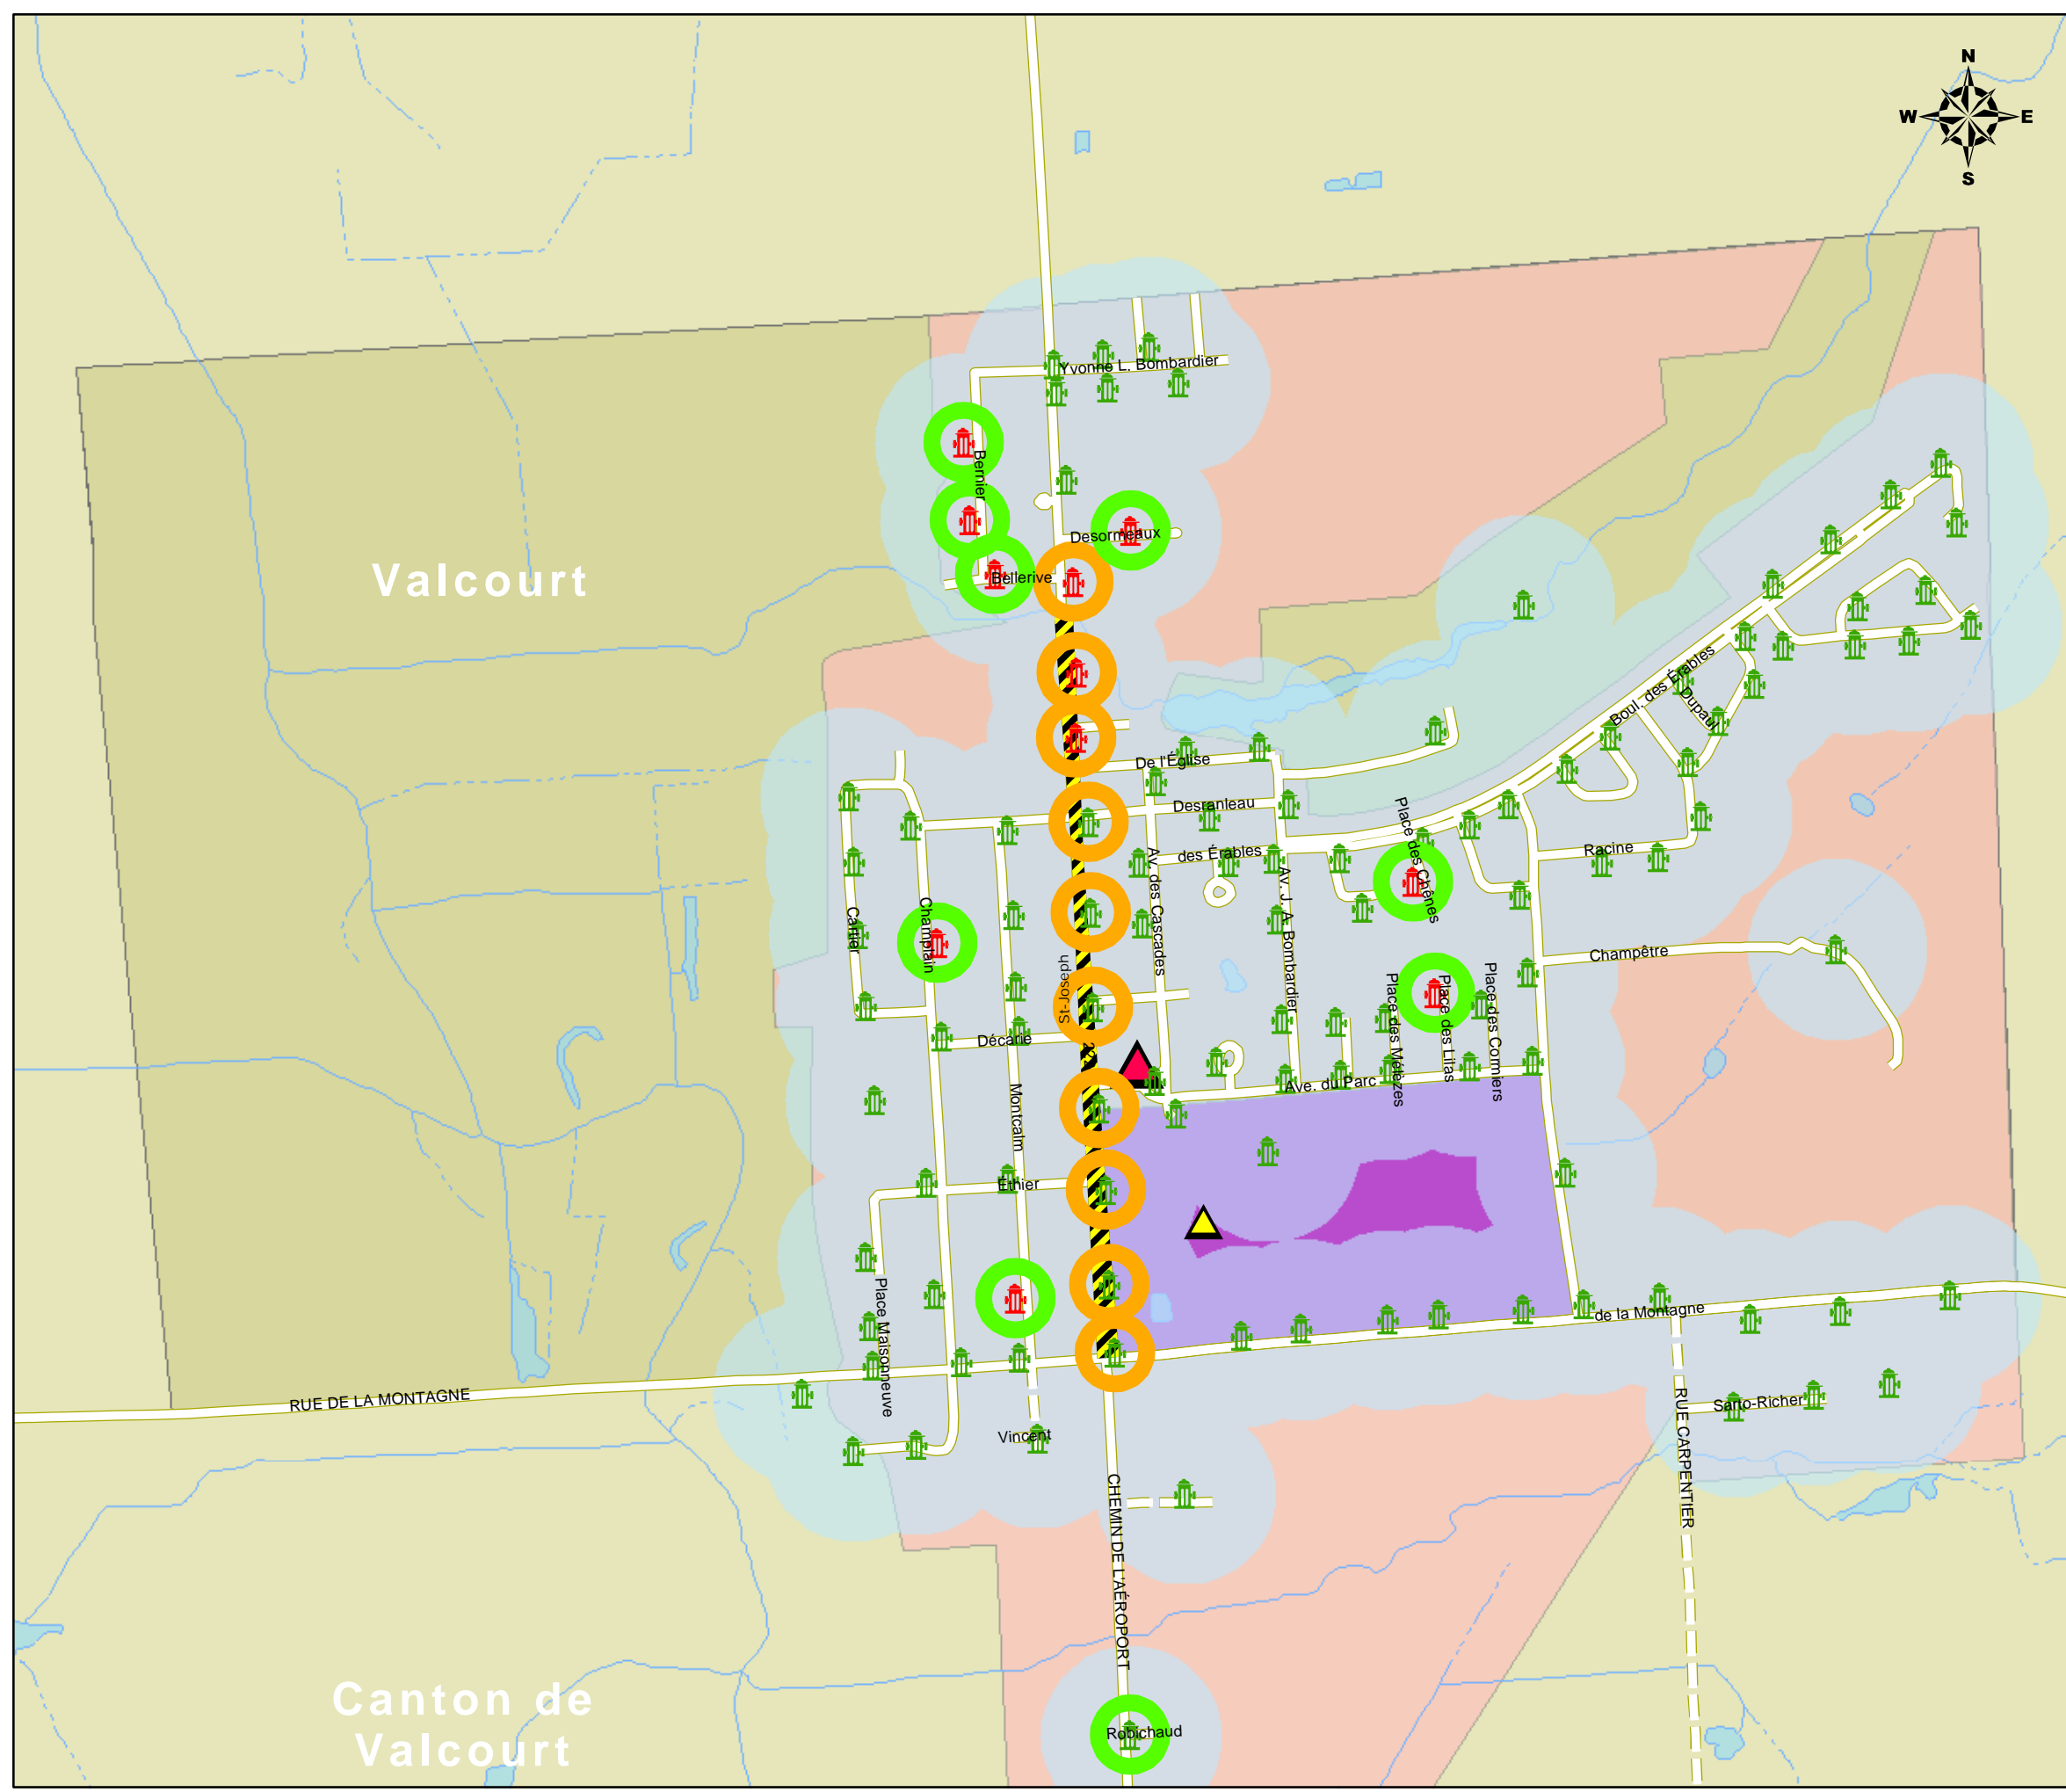 N
W E
S
Yvonne L. Bombardier
Bernier
Desormeaux
Bellerive
Valcourt
Boul. des Érables
Dupaul
De l'Église
Desranleau
Place des Chênes
des Érables
Racine
Av. des Cascades
Av. J. A. Bombardier
Cartier
Champlain
St-Joseph
Champêtre
Place des Mélèzes
Place des Lilas
Place des Cormiers
Décarie
Montcalm
Ave. du Parc
Ethier
Place Maisonneuve
de la Montagne
RUE DE LA MONTAGNE
RUE CARPENTIER
Sarto-Richer
Vincent
CHEMIN DE L'AÉROPORT
Canton de
Valcourt
Robichaud